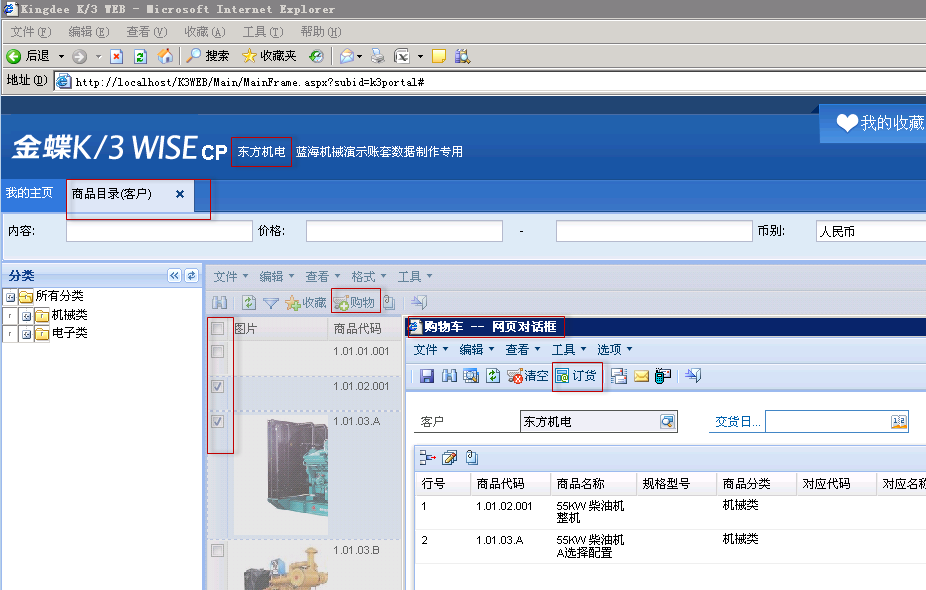 Kingdee K/3 WEB - Microsoft Internet Explorer
文件(F) 编辑(E) 查看(V) 收藏(A) 工具(T) 帮助(H)
后退 搜索 收藏夹
地址(D) http://localhost/K3WEB/Main/MainFrame.aspx?subid=k3portal#
我的收藏
金蝶K/3 WISE CP 东方机电 蓝海机械演示账套数据制作专用
我的主页 商品目录(客户)
内容: 价格: - 币别: 人民币
分类
所有分类
机械类
电子类
文件 编辑 查看 格式 工具
收藏 购物
图片 商品代码
1.01.01.001
1.01.02.001
1.01.03.A
1.01.03.B
购物车 -- 网页对话框
文件 编辑 查看 工具 选项
清空 订货
客户 东方机电 交货日...
行号 商品代码 商品名称 规格型号 商品分类 对应代码 对应名称
1 1.01.02.001 55KW 柴油机 机械类
整机
2 1.01.03.A 55KW 柴油机 机械类
A选择配置